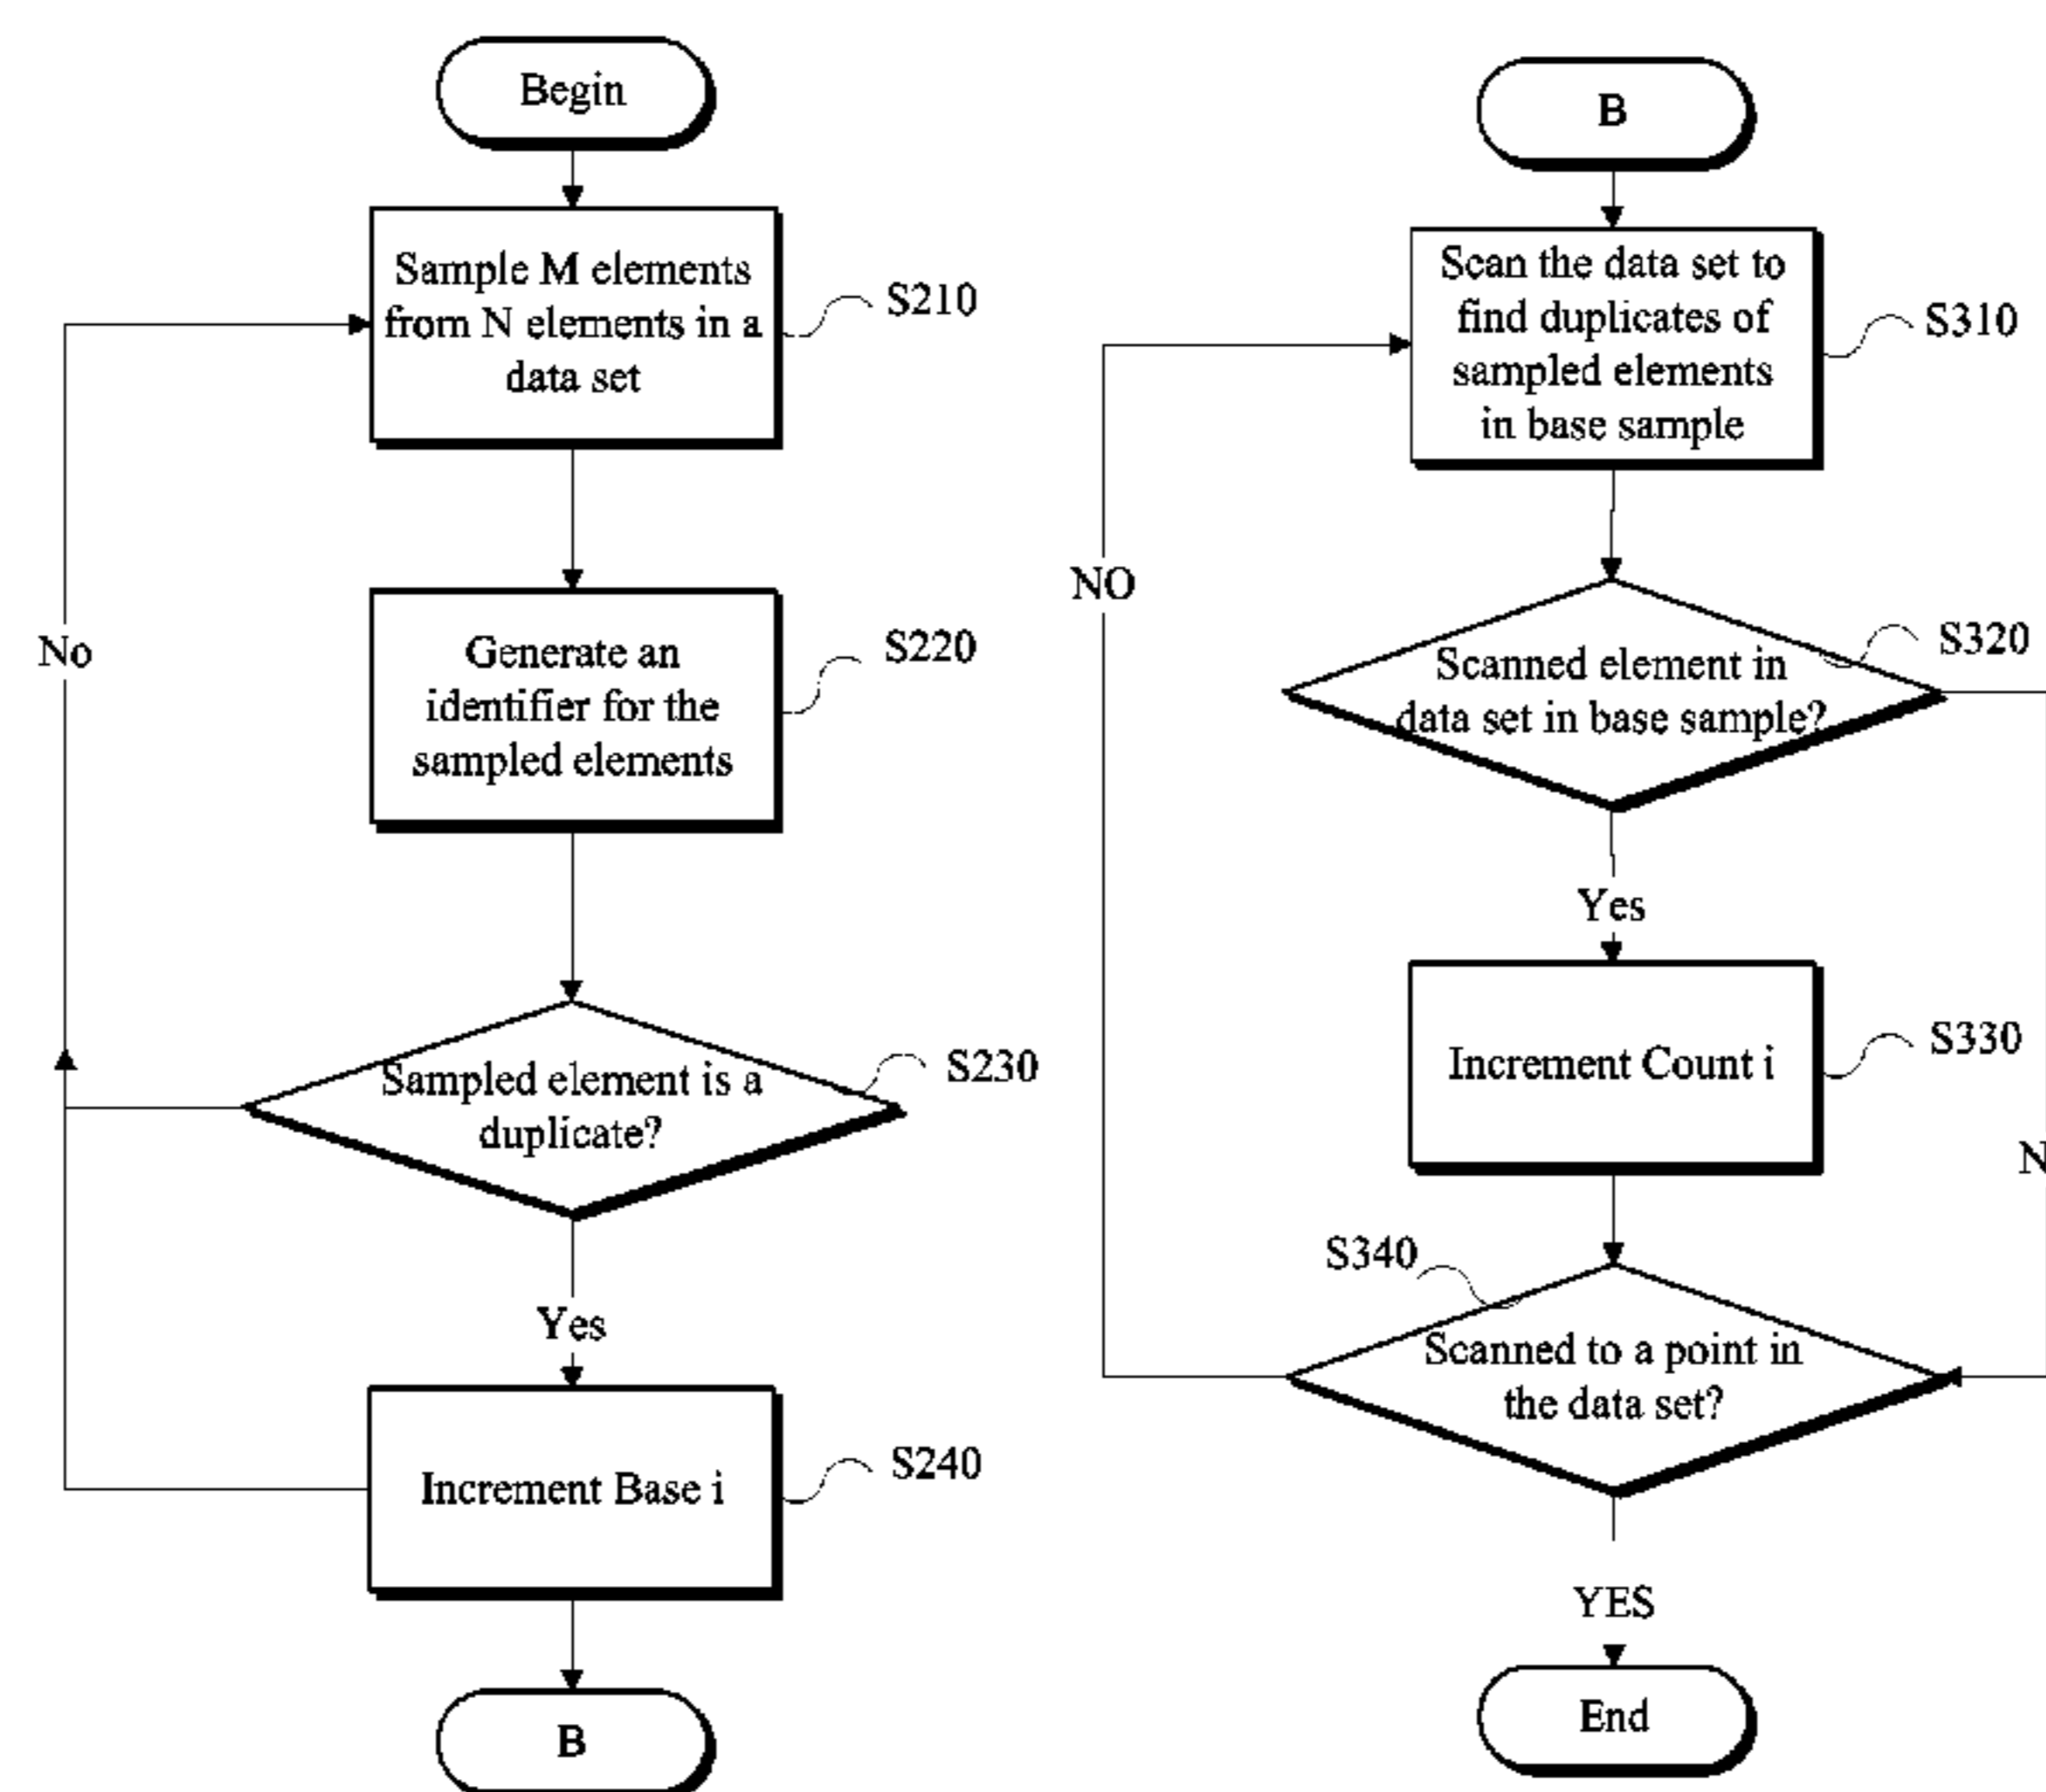 Begin
Sample M elements
from N elements in a
data set
S210
No
Generate an
identifier for the
sampled elements
S220
Sampled element is a
duplicate?
S230
Yes
Increment Base i
S240
B
B
Scan the data set to
find duplicates of
sampled elements
in base sample
S310
NO
Scanned element in
data set in base sample?
S320
Yes
Increment Count i
S330
S340
Scanned to a point in
the data set?
YES
End